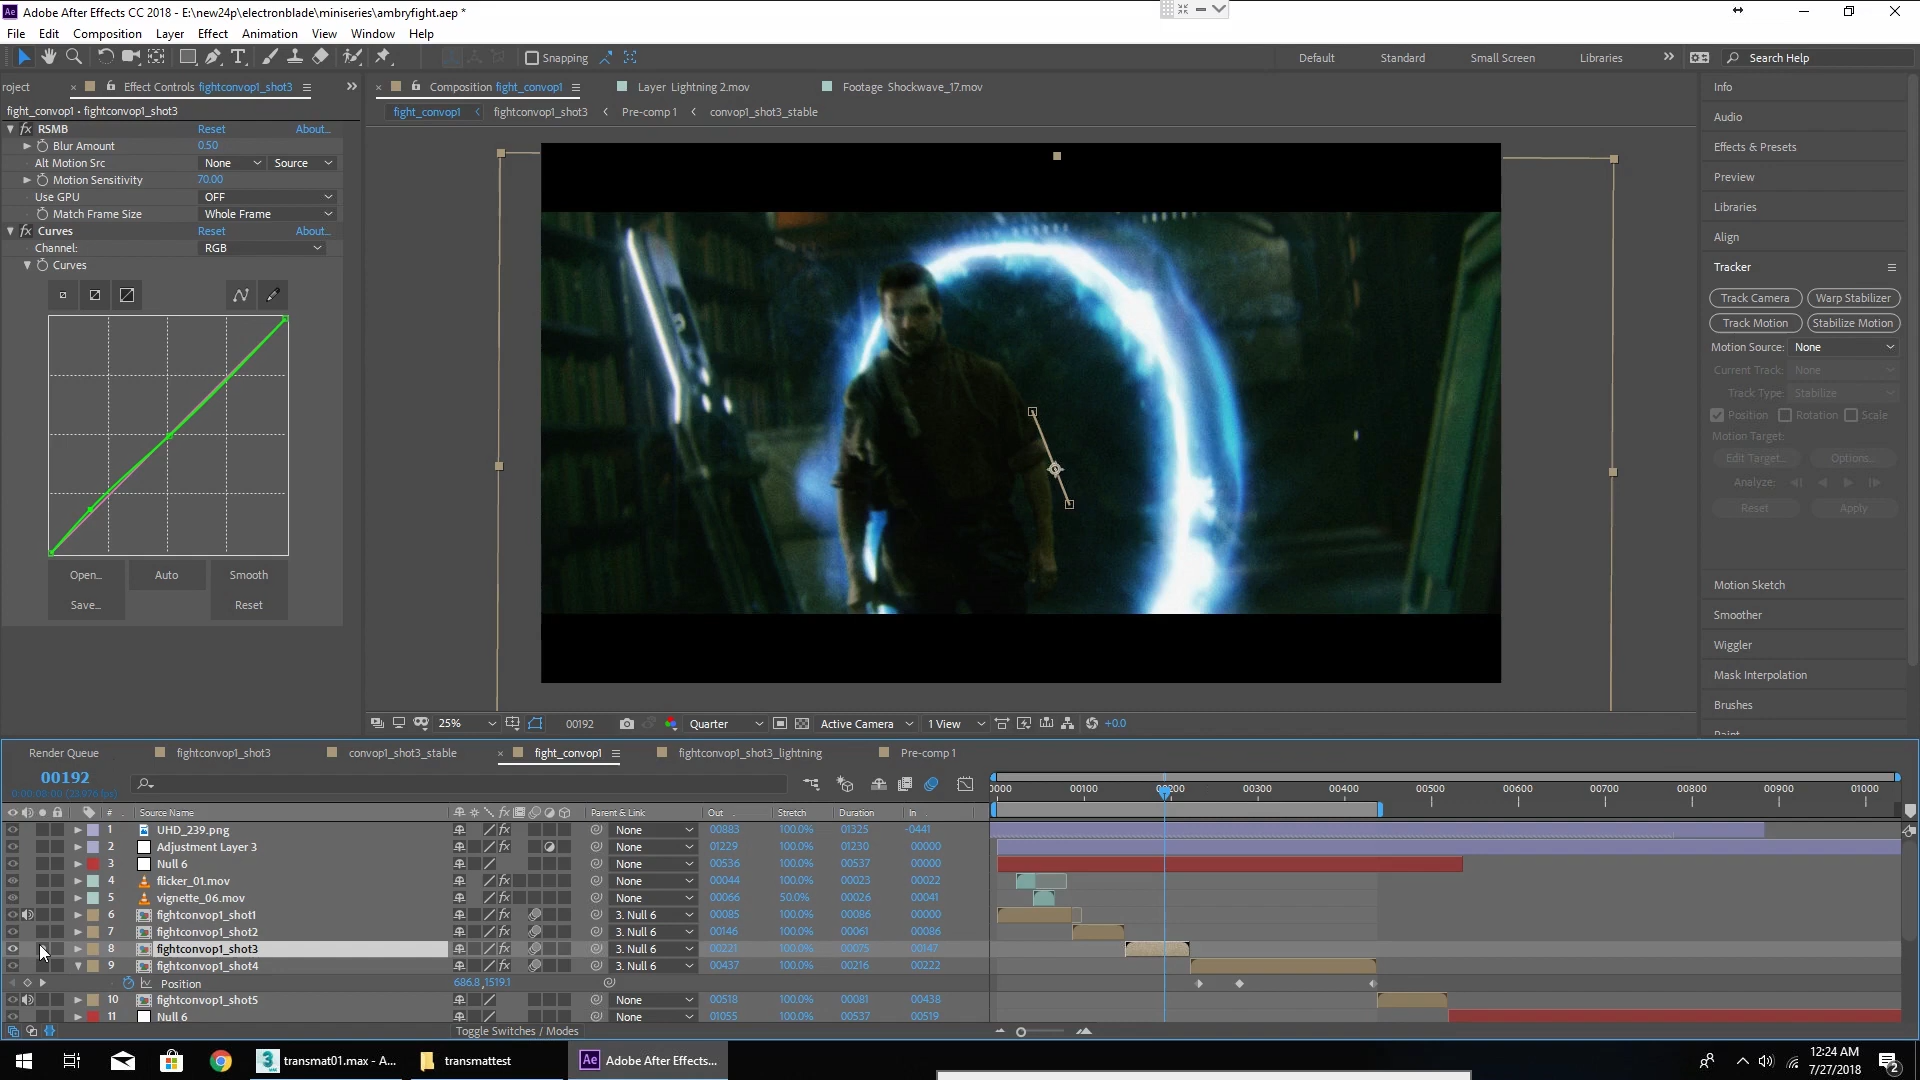 Adobe After Effects CC 2018 - E:\new24p\electronblade\miniseries\ambryfight.aep *
File Edit Composition Layer Effect Animation View Window Help
Snapping Default Standard Small Screen Libraries Search Help
roject Effect Controls fightconvop1_shot3
fight_convop1 • fightconvop1_shot3
RSMB Reset About...
Blur Amount 0.50
Alt Motion Src None Source
Motion Sensitivity 70.00
Use GPU OFF
Match Frame Size Whole Frame
Curves Reset About...
Channel: RGB
Curves
Open... Auto Smooth
Save... Reset
Composition fight_convop1 Layer Lightning 2.mov Footage Shockwave_17.mov
fight_convop1 fightconvop1_shot3 Pre-comp 1 convop1_shot3_stable
25% 00192 Quarter Active Camera 1 View +0.0
Info
Audio
Effects & Presets
Preview
Libraries
Align
Tracker
Track Camera Warp Stabilizer
Track Motion Stabilize Motion
Motion Source: None
Current Track: None
Track Type: Stabilize
Position Rotation Scale
Motion Target:
Edit Target... Options...
Analyze:
Reset Apply
Motion Sketch
Smoother
Wiggler
Mask Interpolation
Brushes
Render Queue fightconvop1_shot3 convop1_shot3_stable fight_convop1 fightconvop1_shot3_lightning Pre-comp 1
00192
0:00:08:00 (23.976 fps)
0000 00100 00200 00300 00400 00500 00600 00700 00800 00900 01000
# Source Name Parent & Link Out Stretch Duration In
1 UHD_239.png None 00883 100.0% 01325 -0441
2 Adjustment Layer 3 None 01229 100.0% 01230 00000
3 Null 6 None 00536 100.0% 00537 00000
4 flicker_01.mov None 00044 100.0% 00023 00022
5 vignette_06.mov None 00066 50.0% 00026 00041
6 fightconvop1_shot1 3. Null 6 00085 100.0% 00086 00000
7 fightconvop1_shot2 3. Null 6 00146 100.0% 00061 00086
8 fightconvop1_shot3 3. Null 6 00221 100.0% 00075 00147
9 fightconvop1_shot4 3. Null 6 00437 100.0% 00216 00222
Position 686.8,1519.1
10 fightconvop1_shot5 None 00518 100.0% 00081 00438
11 Null 6 None 01055 100.0% 00537 00519
Toggle Switches / Modes
transmat01.max - A... transmattest Adobe After Effects...
12:24 AM
7/27/2018
2